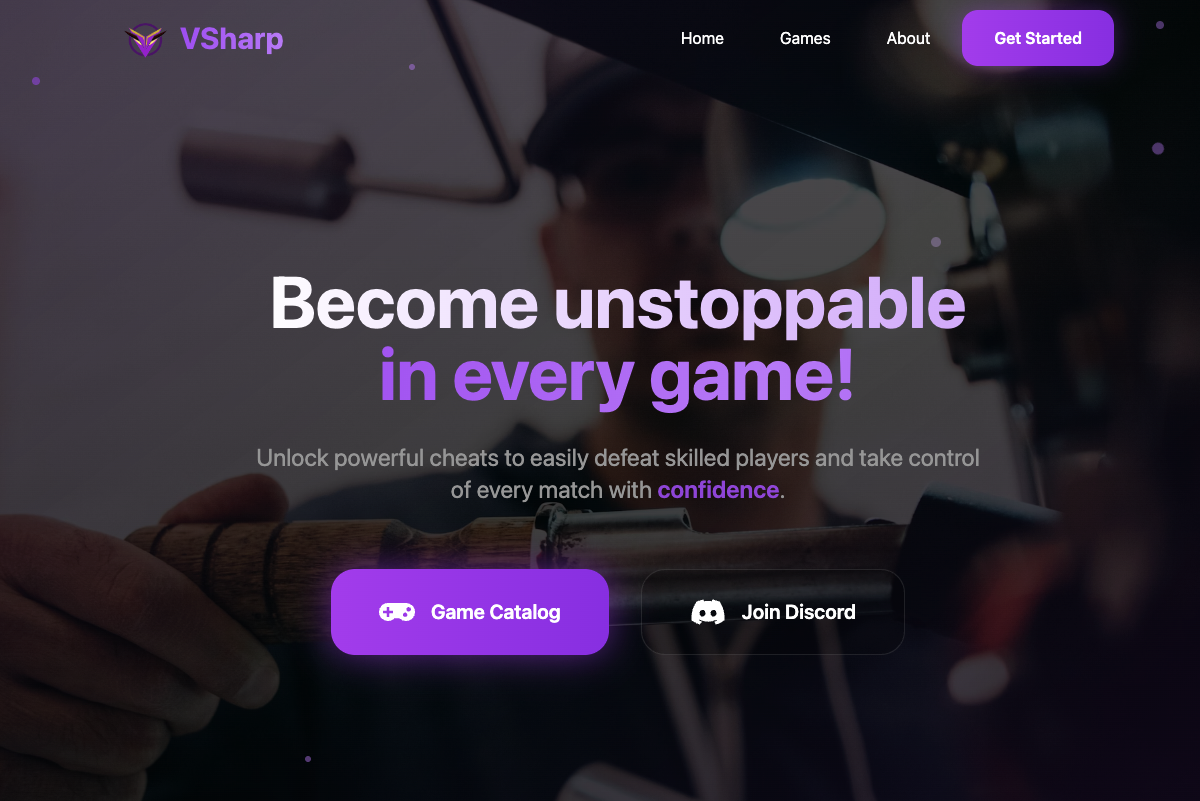 VSharp
Home
Games
About
Get Started
Become unstoppable
in every game!
Unlock powerful cheats to easily defeat skilled players and take control
of every match with confidence.
Game Catalog
Join Discord